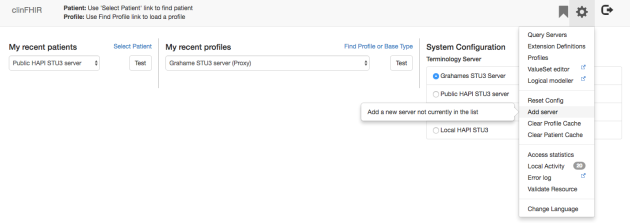 clinFHIR
Patient: Use 'Select Patient' link to find patient
Profile: Use Find Profile link to load a profile
My recent patients
Select Patient
Public HAPI STU3 server
Test
My recent profiles
Find Profile or Base Type
Grahame STU3 server (Proxy)
Test
System Configuration
Terminology Server
Grahames STU3 Server
Public HAPI STU3 server
Local HAPI STU3
Add a new server not currently in the list
Query Servers
Extension Definitions
Profiles
ValueSet editor
Logical modeller
Reset Config
Add server
Clear Profile Cache
Clear Patient Cache
Access statistics
Local Activity
Error log
Validate Resource
Change Language